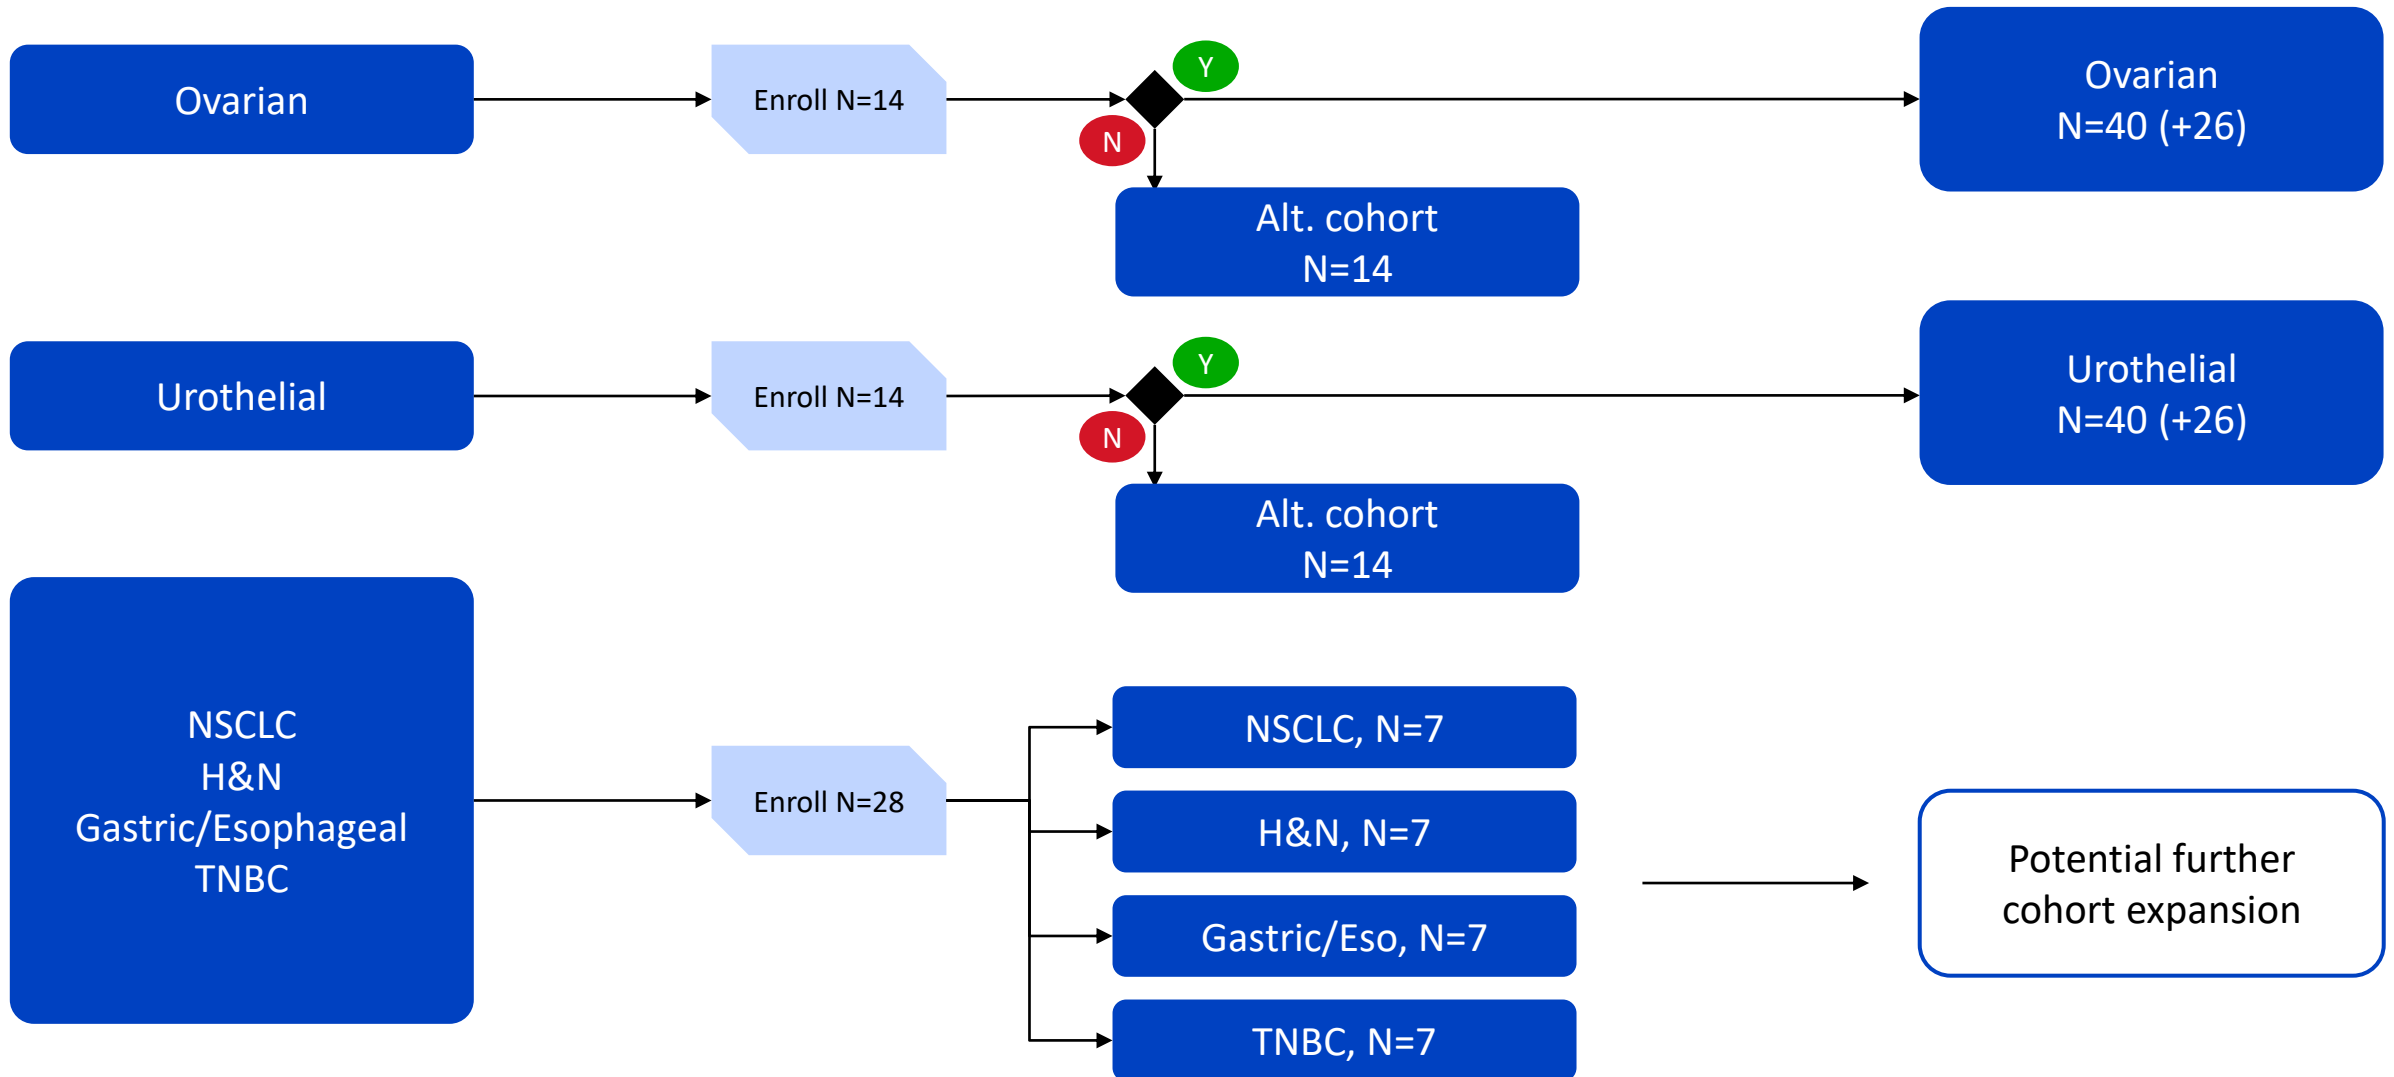 Ovarian
Enroll N=14
Y
N
Ovarian
N=40 (+26)
Alt. cohort
N=14
Urothelial
Enroll N=14
Y
N
Urothelial
N=40 (+26)
Alt. cohort
N=14
NSCLC
H&N
Gastric/Esophageal
TNBC
Enroll N=28
NSCLC, N=7
H&N, N=7
Gastric/Eso, N=7
TNBC, N=7
Potential further
cohort expansion